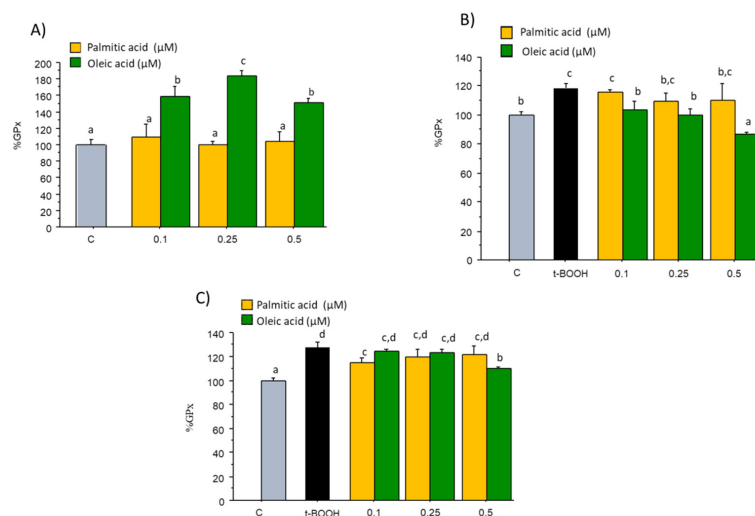 A)
Palmitic acid (µM)
Oleic acid (µM)
%GPx
200
180
160
140
120
100
80
60
40
20
0
a
a
b
a
c
a
b
C
0.1
0.25
0.5
B)
Palmitic acid (µM)
Oleic acid (µM)
%GPx
140
120
100
80
60
40
20
0
b
c
c
b
b,c
b
b,c
a
C
t-BOOH
0.1
0.25
0.5
C)
Palmitic acid (µM)
Oleic acid (µM)
%GPx
140
120
100
80
60
40
20
0
a
d
c
c,d
c,d
c,d
c,d
b
C
t-BOOH
0.1
0.25
0.5